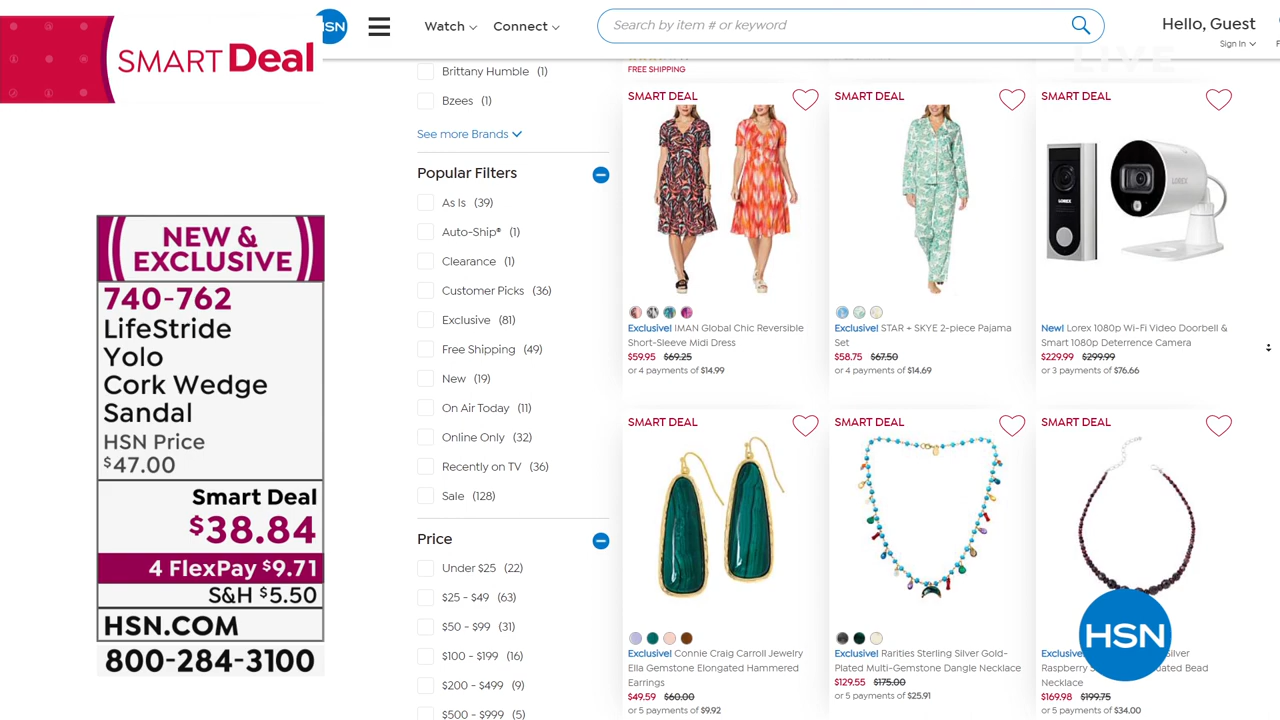 SMART Deal
HSN
Watch
Connect
Search by item # or keyword
Hello, Guest
Sign In
LIVE
NEW &
EXCLUSIVE
740-762
LifeStride
Yolo
Cork Wedge
Sandal
HSN Price
$47.00
Smart Deal
$38.84
4 FlexPay $9.71
S&H $5.50
HSN.COM
800-284-3100
Brittany Humble (1)
Bzees (1)
See more Brands
Popular Filters
As Is (39)
Auto-Ship® (1)
Clearance (1)
Customer Picks (36)
Exclusive (81)
Free Shipping (49)
New (19)
On Air Today (11)
Online Only (32)
Recently on TV (36)
Sale (128)
Price
Under $25 (22)
$25 - $49 (63)
$50 - $99 (31)
$100 - $199 (16)
$200 - $499 (9)
$500 - $999 (5)
FREE SHIPPING
SMART DEAL
Exclusive! IMAN Global Chic Reversible
Short-Sleeve Midi Dress
$59.95 $69.25
or 4 payments of $14.99
SMART DEAL
Exclusive! STAR + SKYE 2-piece Pajama
Set
$58.75 $67.50
or 4 payments of $14.69
SMART DEAL
LOREX
LOREX
New! Lorex 1080p Wi-Fi Video Doorbell &
Smart 1080p Deterrence Camera
$229.99 $299.99
or 3 payments of $76.66
SMART DEAL
Exclusive! Connie Craig Carroll Jewelry
Ella Gemstone Elongated Hammered
Earrings
$49.59 $60.00
or 5 payments of $9.92
SMART DEAL
Exclusive! Rarities Sterling Silver Gold-
Plated Multi-Gemstone Dangle Necklace
$129.55 $175.00
or 5 payments of $25.91
SMART DEAL
HSN
Silver
Raspberry Bead
Necklace
$169.98 $199.75
or 5 payments of $34.00